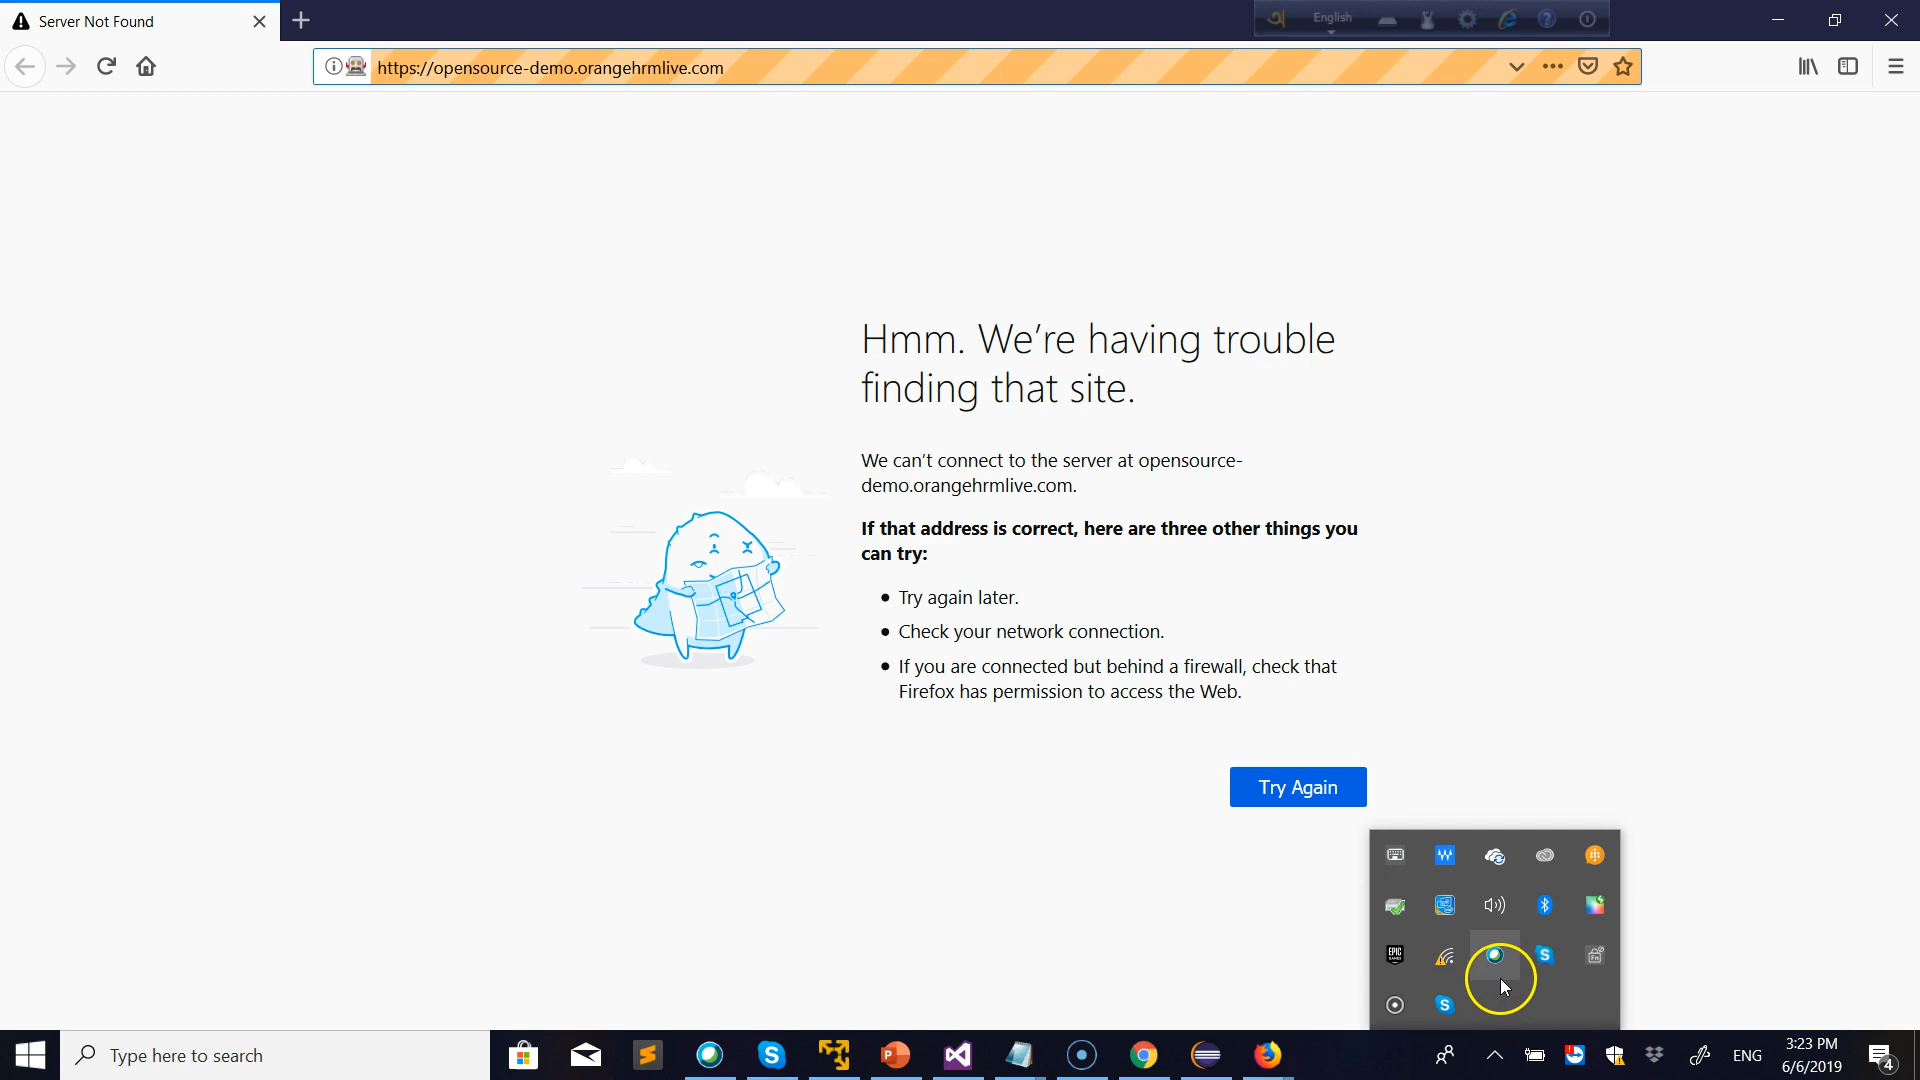 Server Not Found
English
https://opensource-demo.orangehrmlive.com
Hmm. We're having trouble
finding that site.
We can't connect to the server at opensource-
demo.orangehrmlive.com.
If that address is correct, here are three other things you
can try:
Try again later.
Check your network connection.
If you are connected but behind a firewall, check that
Firefox has permission to access the Web.
Try Again
EPIC
GAMES
Fn
Type here to search
ENG
3:23 PM
6/6/2019
4